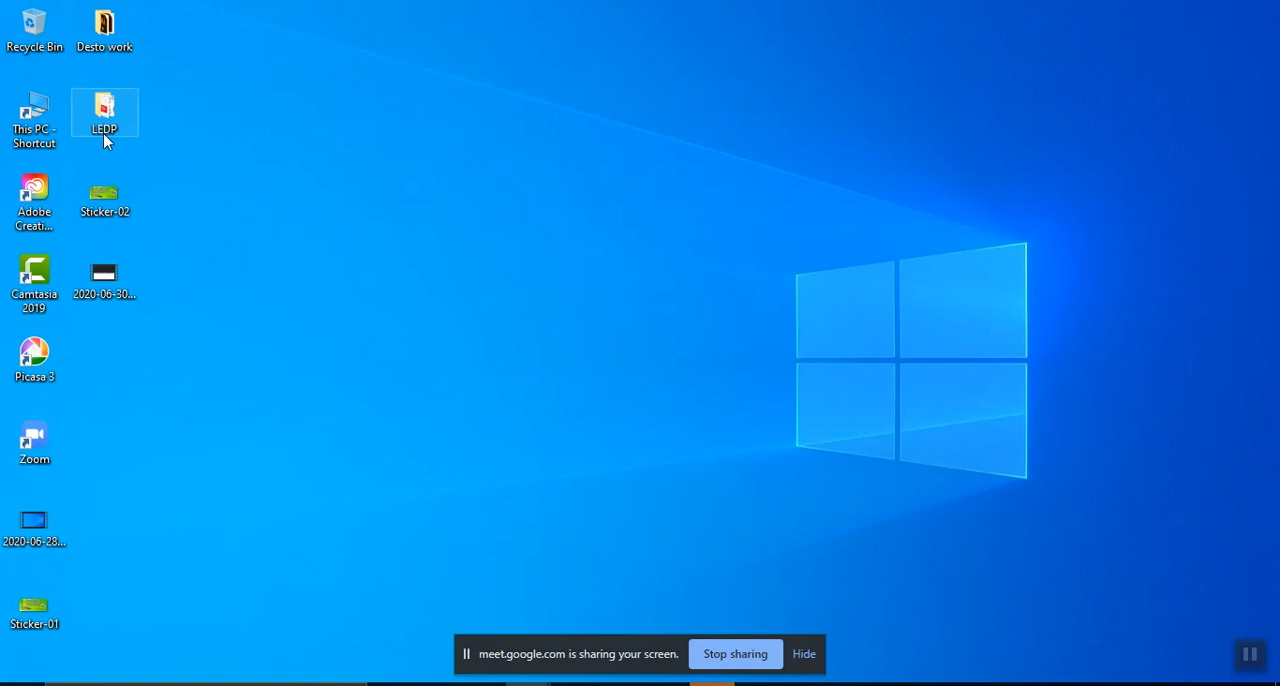 Recycle Bin
Desto work
This PC -
Shortcut
LEDP
Adobe
Creati...
Sticker-02
Camtasia
2019
2020-06-30...
Picasa 3
Zoom
2020-06-28...
Sticker-01
meet.google.com is sharing your screen.
Stop sharing
Hide